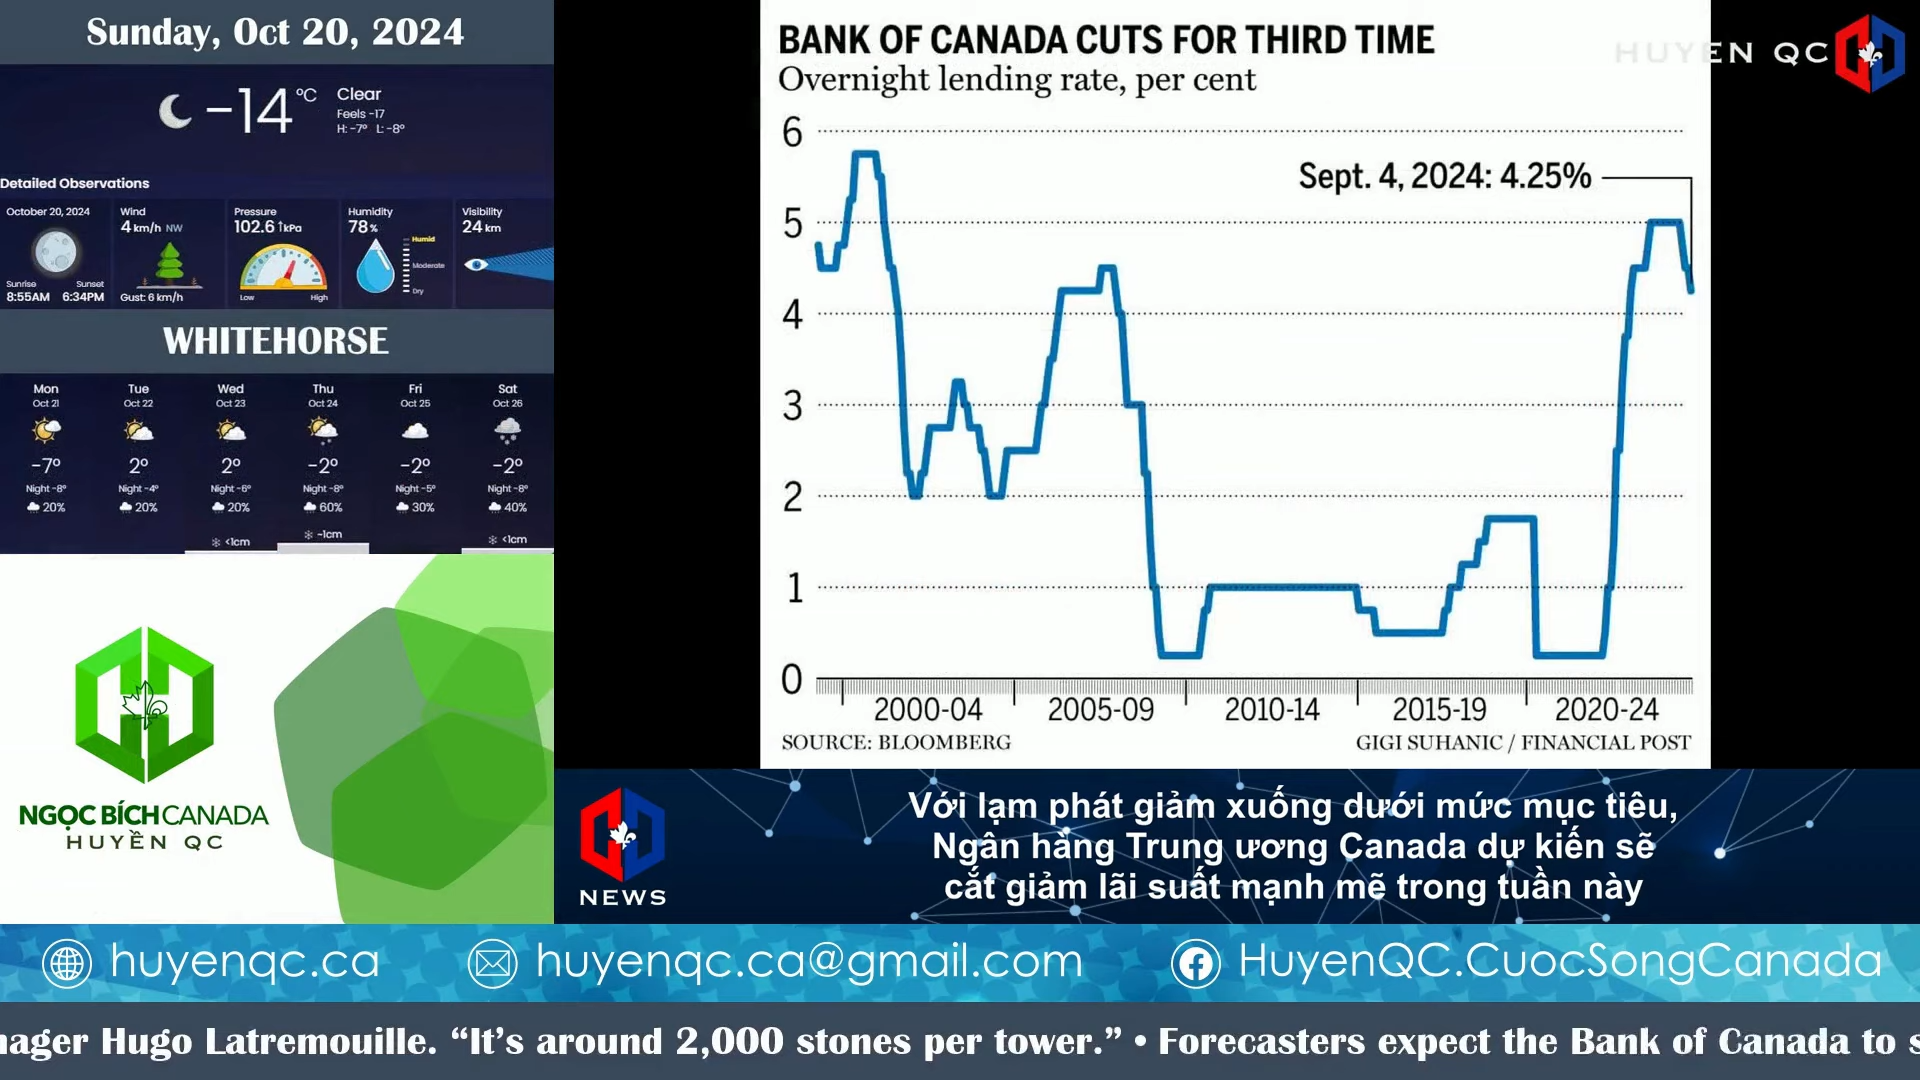 Sunday, Oct 20, 2024
-14 °C
Clear
Feels -17
H: -7° L: -8°
Detailed Observations
October 20, 2024
Sunrise Sunset
8:55AM 6:34PM
Wind
4 km/h NW
Gust: 6 km/h
Pressure
102.6 ↑kPa
Low High
Humidity
78%
Humid
Moderate
Dry
Visibility
24 km
WHITEHORSE
Mon Tue Wed Thu Fri Sat
Oct 21 Oct 22 Oct 23 Oct 24 Oct 25 Oct 26
-7° 2° 2° -2° -2° -2°
Night -8° Night -4° Night -6° Night -8° Night -5° Night -8°
20% 20% 20% 60% 30% 40%
<1cm ~1cm <1cm
NGỌC BÍCH CANADA
HUYỀN QC
BANK OF CANADA CUTS FOR THIRD TIME
Overnight lending rate, per cent
HUYEN QC
6
Sept. 4, 2024: 4.25%
5
4
3
2
1
0
2000-04 2005-09 2010-14 2015-19 2020-24
SOURCE: BLOOMBERG GIGI SUHANIC / FINANCIAL POST
NEWS
Với lạm phát giảm xuống dưới mức mục tiêu,
Ngân hàng Trung ương Canada dự kiến sẽ
cắt giảm lãi suất mạnh mẽ trong tuần này
huyenqc.ca huyenqc.ca@gmail.com HuyenQC.CuocSongCanada
nager Hugo Latremouille. “It’s around 2,000 stones per tower.” • Forecasters expect the Bank of Canada to s